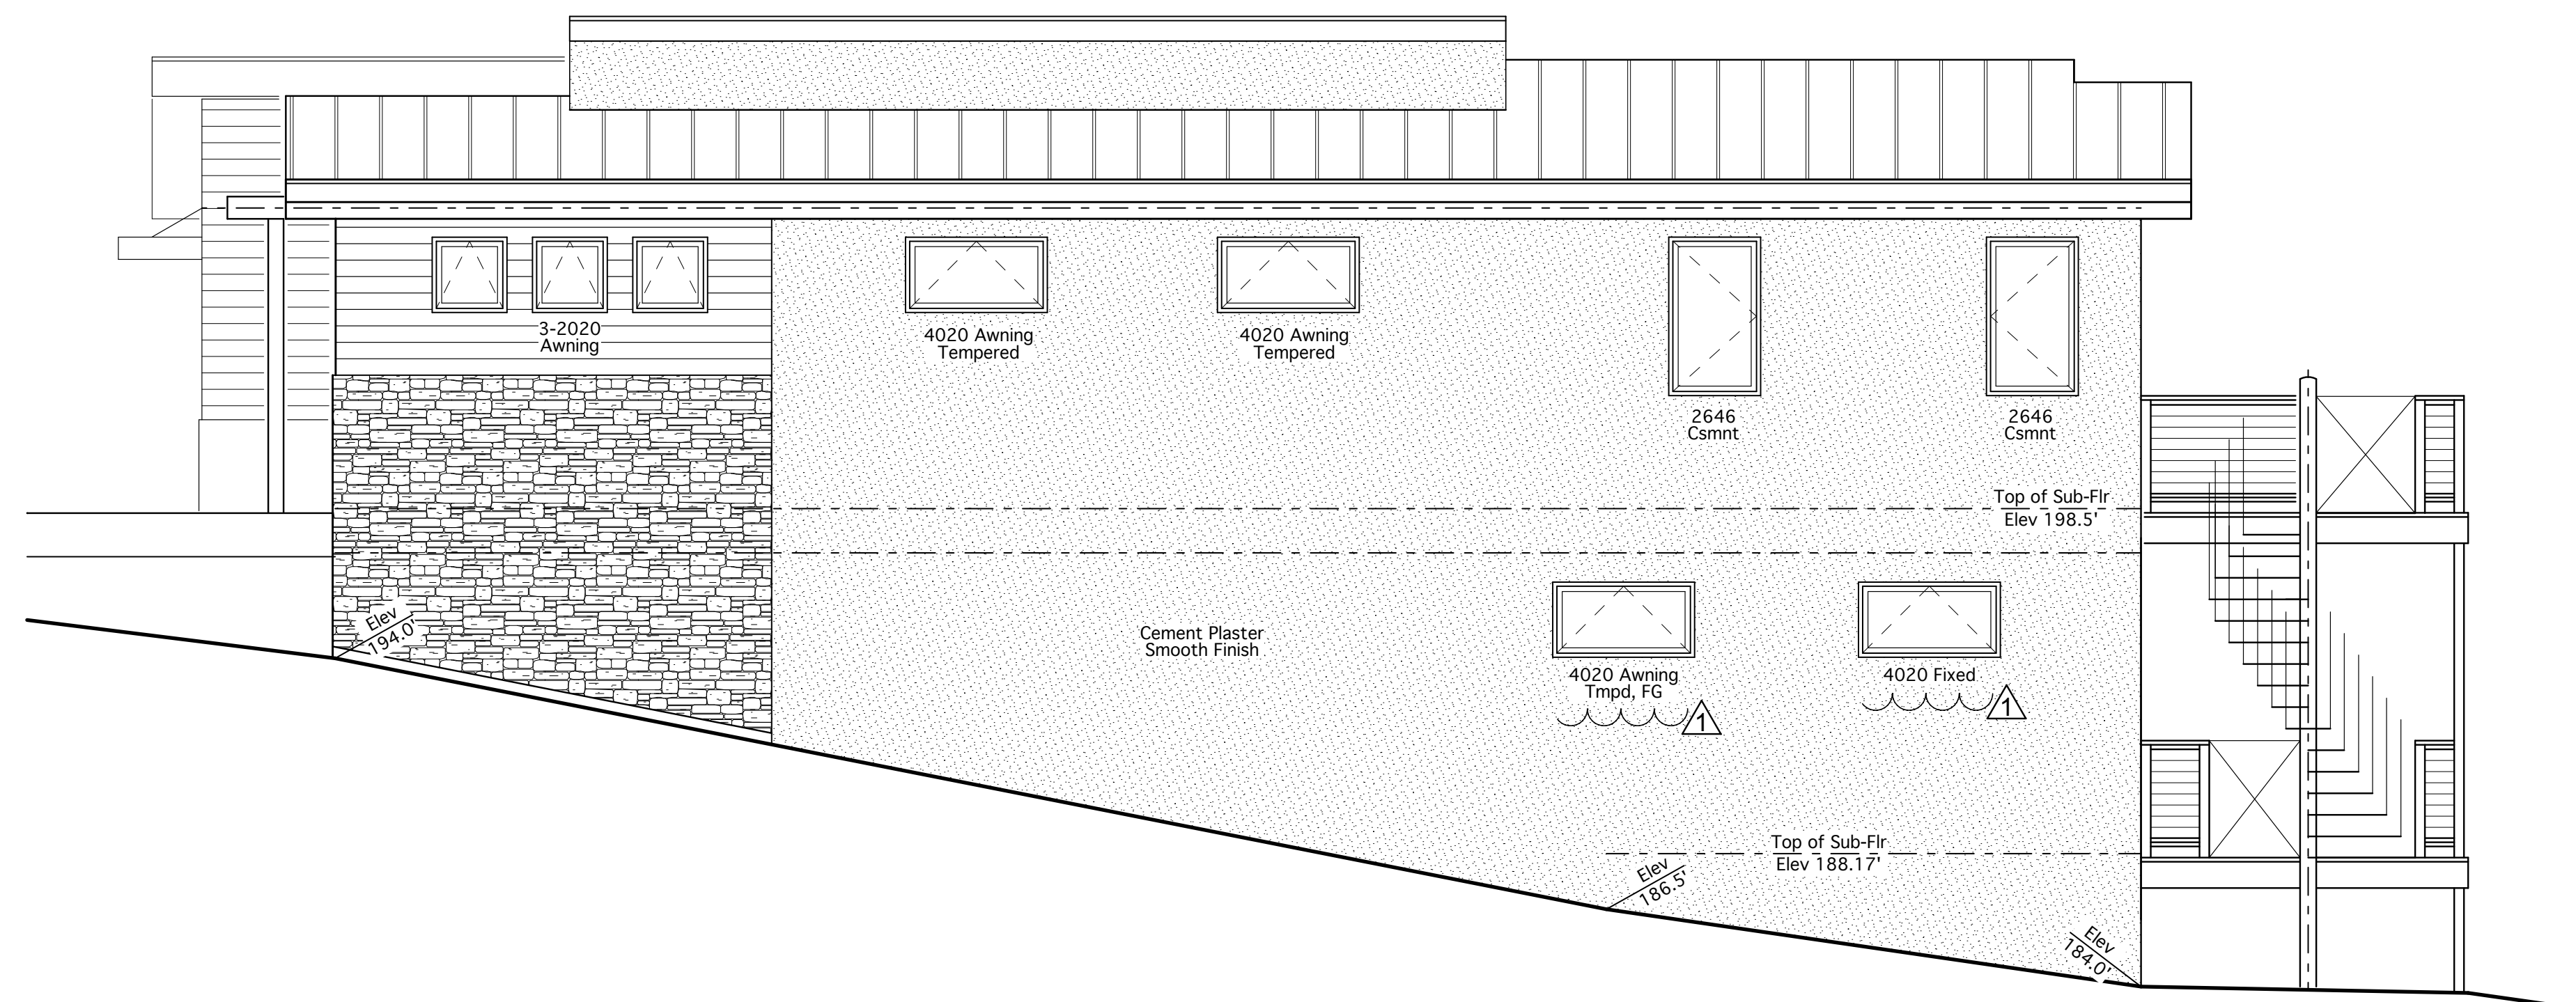 3-2020
Awning
4020 Awning
Tempered
4020 Awning
Tempered
2646
Csmnt
2646
Csmnt
Top of Sub-Flr
Elev 198.5'
Elev
194.0'
Cement Plaster
Smooth Finish
4020 Awning
Tmpd, FG
1
4020 Fixed
1
Top of Sub-Flr
Elev 188.17'
Elev
186.5'
Elev
184.0'